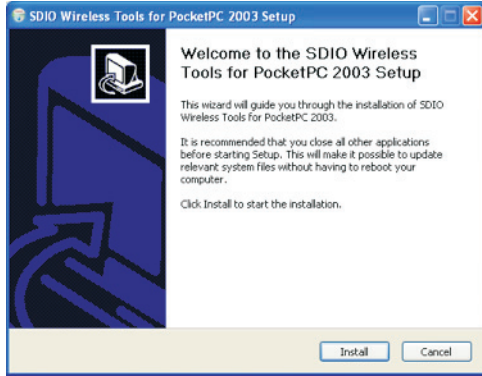 SDIO Wireless Tools for PocketPC 2003 Setup
Welcome to the SDIO Wireless
Tools for PocketPC 2003 Setup
This wizard will guide you through the installation of SDIO
Wireless Tools for PocketPC 2003.
It is recommended that you close all other applications
before starting Setup. This will make it possible to update
relevant system files without having to reboot your
computer.
Click Install to start the installation.
Install
Cancel